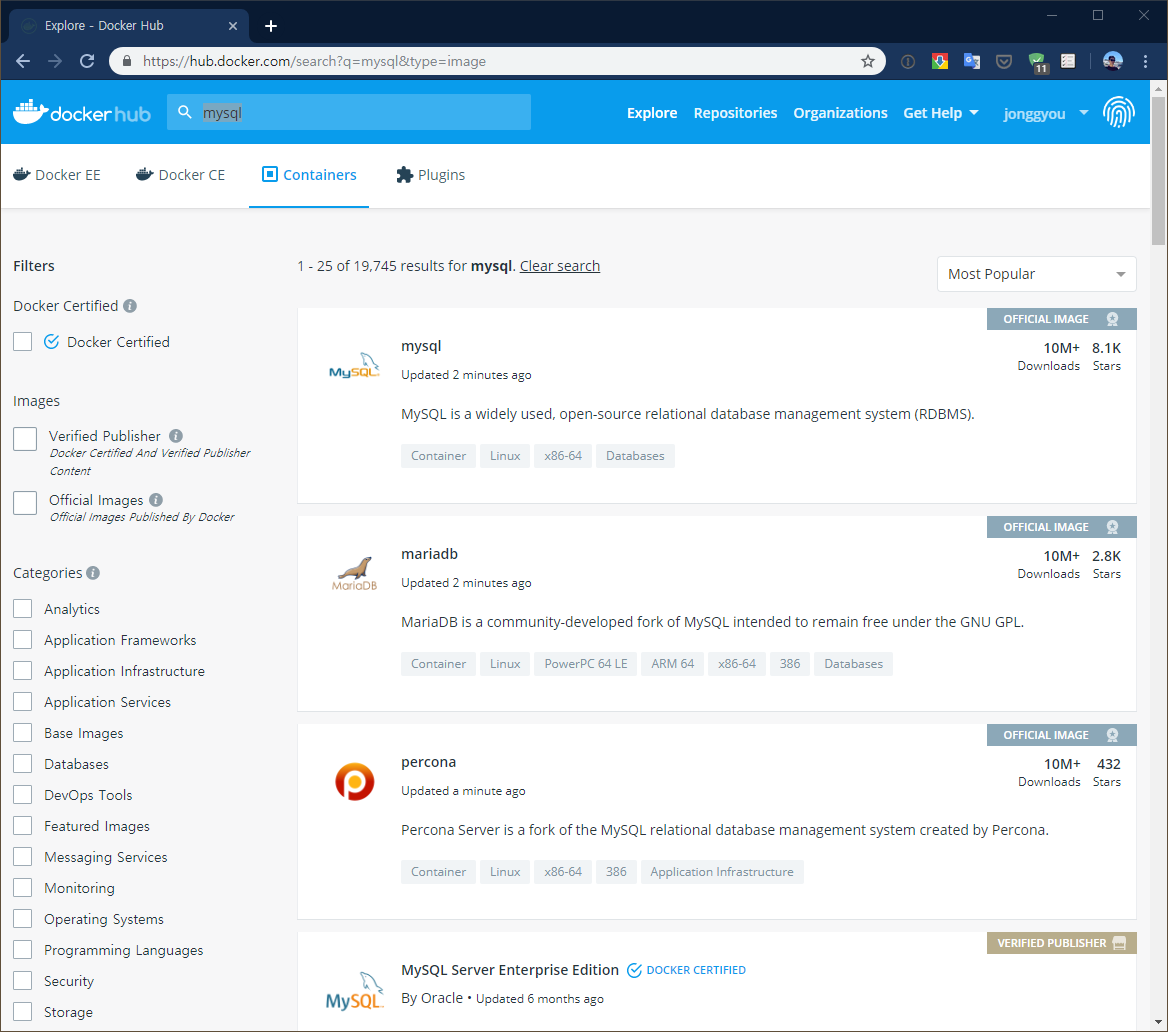 Explore - Docker Hub
https://hub.docker.com/search?q=mysql&type=image
11
dockerhub
mysql
Explore
Repositories
Organizations
Get Help
jonggyou
Docker EE
Docker CE
Containers
Plugins
Filters
Docker Certified
Docker Certified
Images
Verified Publisher
Docker Certified And Verified Publisher
Content
Official Images
Official Images Published By Docker
Categories
Analytics
Application Frameworks
Application Infrastructure
Application Services
Base Images
Databases
DevOps Tools
Featured Images
Messaging Services
Monitoring
Operating Systems
Programming Languages
Security
Storage
1 - 25 of 19,745 results for mysql. Clear search
Most Popular
OFFICIAL IMAGE
MySQL
mysql
10M+ 8.1K
Downloads Stars
Updated 2 minutes ago
MySQL is a widely used, open-source relational database management system (RDBMS).
Container Linux x86-64 Databases
OFFICIAL IMAGE
MariaDB
mariadb
10M+ 2.8K
Downloads Stars
Updated 2 minutes ago
MariaDB is a community-developed fork of MySQL intended to remain free under the GNU GPL.
Container Linux PowerPC 64 LE ARM 64 x86-64 386 Databases
OFFICIAL IMAGE
percona
10M+ 432
Downloads Stars
Updated a minute ago
Percona Server is a fork of the MySQL relational database management system created by Percona.
Container Linux x86-64 386 Application Infrastructure
VERIFIED PUBLISHER
MySQL
MySQL Server Enterprise Edition DOCKER CERTIFIED
By Oracle • Updated 6 months ago